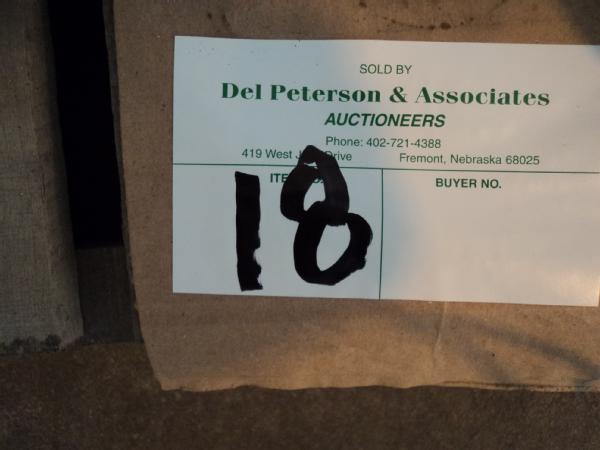 SOLD BY
Del Peterson & Associates
AUCTIONEERS
Phone: 402-721-4388
419 West Drive Fremont, Nebraska 68025
BUYER NO.
18